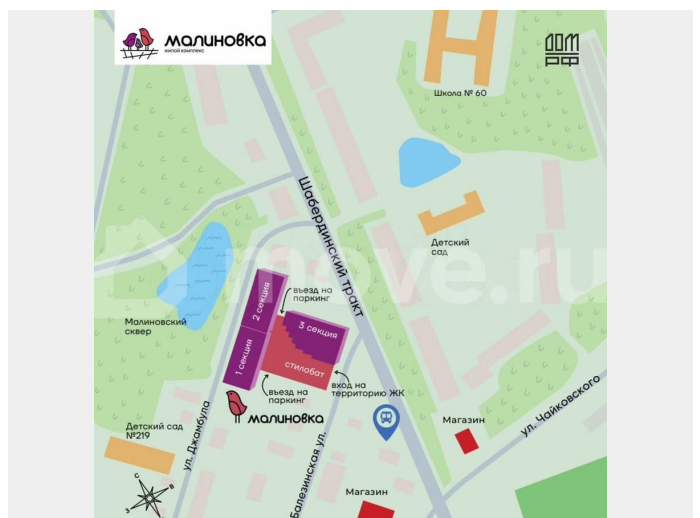 малиновка
жилой комплекс
ДОМ
РФ
Школа № 60
Шабердинский тракт
Детский
сад
move.ru
въезд на
паркинг
2 секция
3 секция
Малиновский
сквер
1 секция
стилобат
въезд на
паркинг
вход на
территорию ЖК
малиновка
ул. Чайковского
Магазин
Детский сад
№219
ул. Джамбула
Балезинская ул.
Магазин
С
В
З